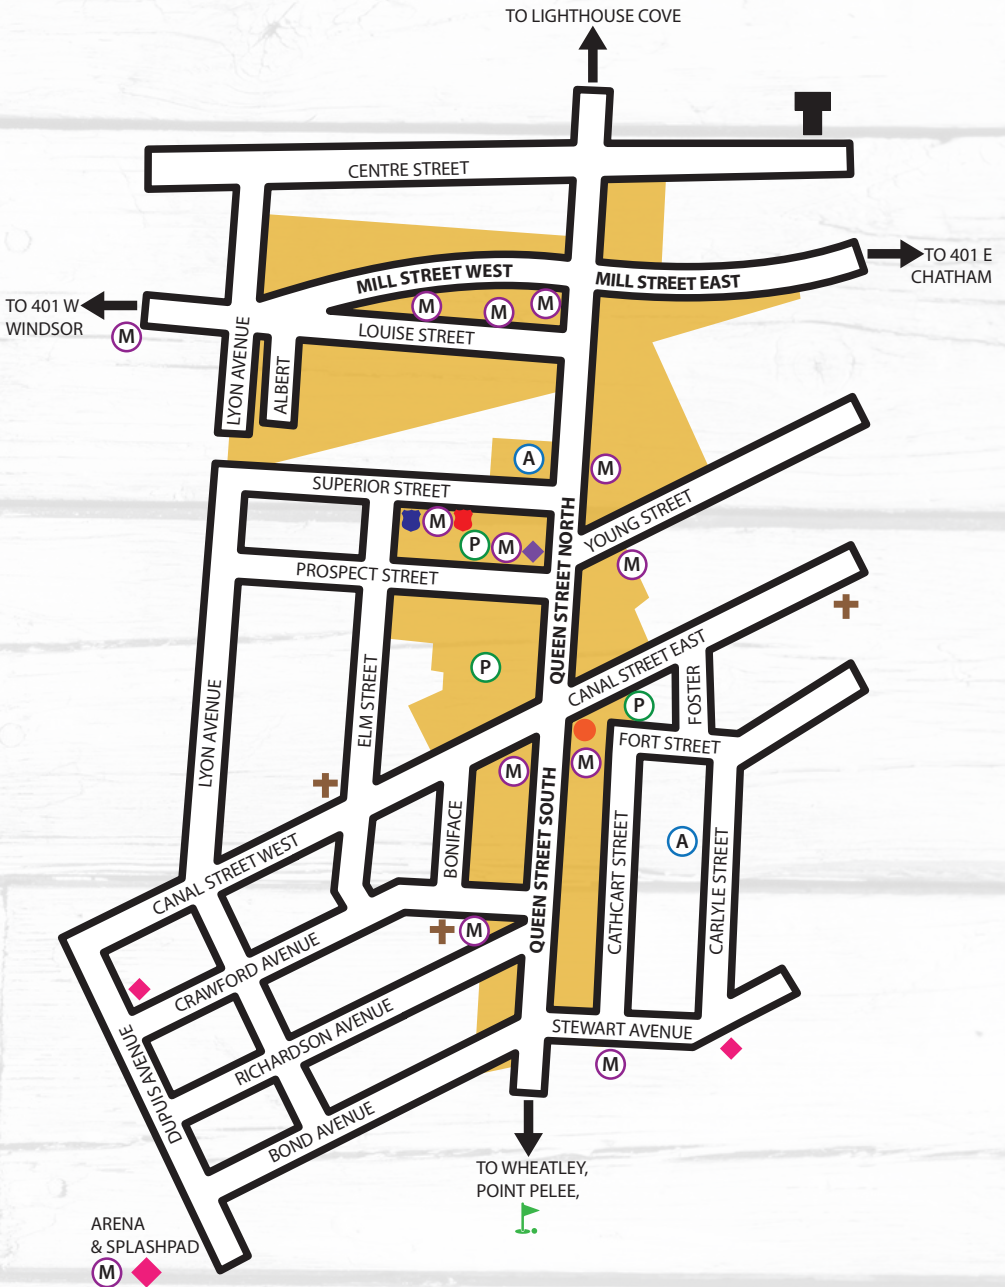 TO LIGHTHOUSE COVE
CENTRE STREET
MILL STREET WEST
MILL STREET EAST
TO 401 E
CHATHAM
TO 401 W
WINDSOR
M
M
M
M
LOUISE STREET
LYON AVENUE
ALBERT
A
M
SUPERIOR STREET
M
P
M
YOUNG STREET
QUEEN STREET NORTH
M
PROSPECT STREET
P
CANAL STREET EAST
ELM STREET
LYON AVENUE
FOSTER
P
FORT STREET
M
M
BONIFACE
QUEEN STREET SOUTH
CATHCART STREET
A
CARLYLE STREET
CANAL STREET WEST
M
CRAWFORD AVENUE
RICHARDSON AVENUE
STEWART AVENUE
M
DUPUIS AVENUE
BOND AVENUE
TO WHEATLEY,
POINT PELEE,
ARENA
& SPLASHPAD
M